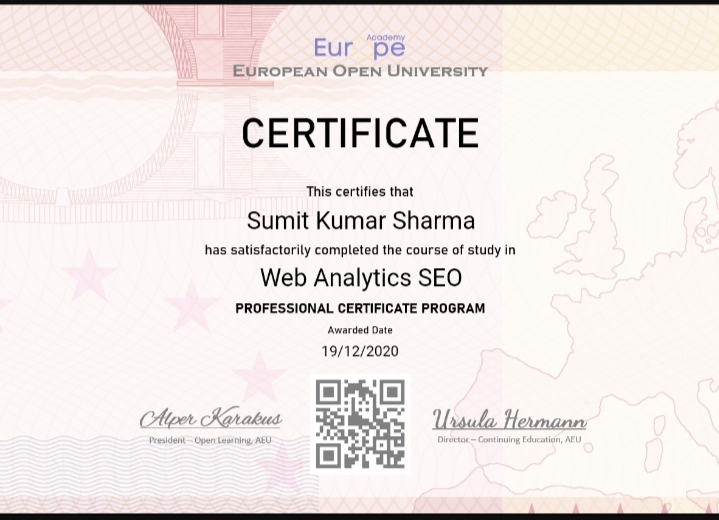 Academy
Eur pe
EUROPEAN OPEN UNIVERSITY
CERTIFICATE
This certifies that
Sumit Kumar Sharma
has satisfactorily completed the course of study in
Web Analytics SEO
PROFESSIONAL CERTIFICATE PROGRAM
Awarded Date
19/12/2020
Alper Karakus
President – Open Learning, AEU
Ursula Hermann
Director – Continuing Education, AEU